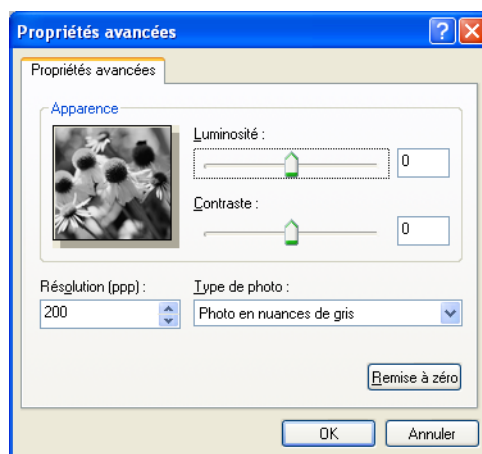 Propriétés avancées
Propriétés avancées
Apparence
Luminosité :
0
Contraste :
0
Résolution (ppp) :
200
Type de photo :
Photo en nuances de gris
Remise à zéro
OK
Annuler